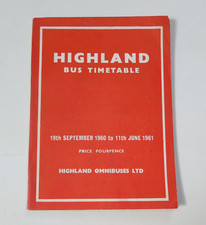 HIGHLAND
BUS TIMETABLE
19th SEPTEMBER 1960 to 11th JUNE 1961
PRICE FOURPENCE
HIGHLAND OMNIBUSES LTD